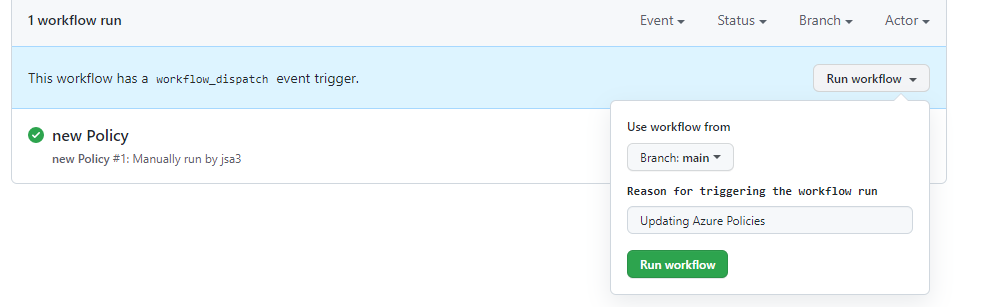 1 workflow run Event Status Branch Actor
This workflow has a workflow_dispatch event trigger. Run workflow
Use workflow from
new Policy
new Policy #1: Manually run by jsa3
Branch: main
Reason for triggering the workflow run
Updating Azure Policies
Run workflow